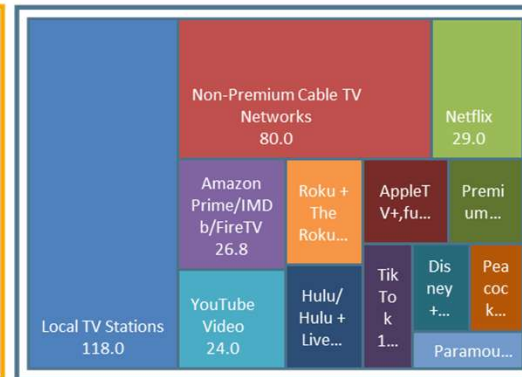 Local TV Stations
118.0
Non-Premium Cable TV
Networks
80.0
Netflix
29.0
Amazon
Prime/IMD
b/FireTV
26.8
YouTube
Video
24.0
Roku +
The
Roku...
Hulu/
Hulu +
Live...
AppleT
V+,fu...
Premi
um...
Tik
To
k
1...
Dis
ney
+...
Pea
coc
k...
Paramou...